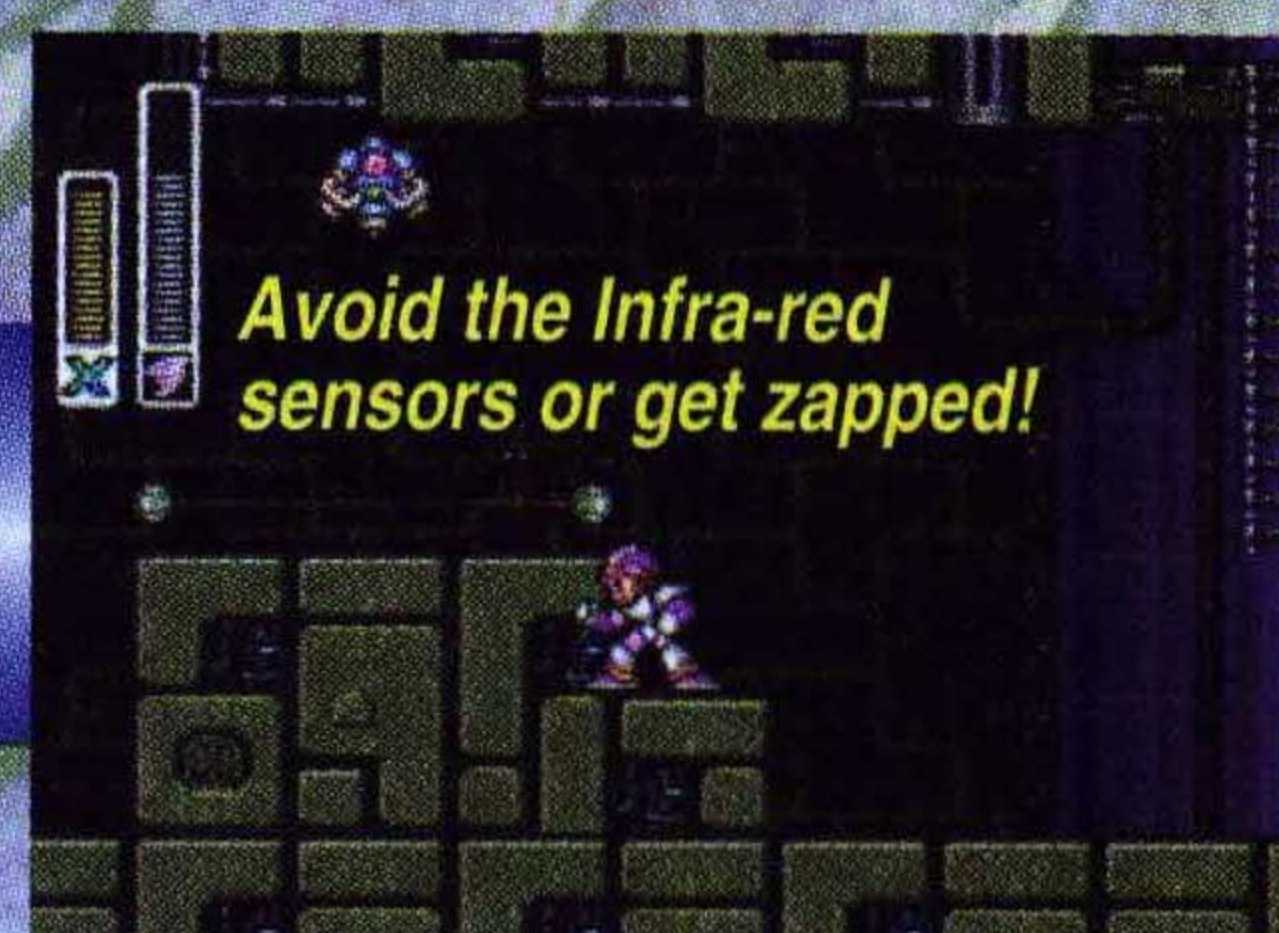 X
Avoid the Infra-red
sensors or get zapped!